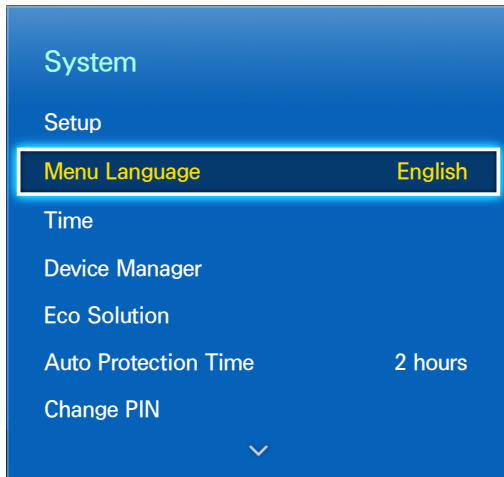 System
Setup
Menu Language English
Time
Device Manager
Eco Solution
Auto Protection Time 2 hours
Change PIN